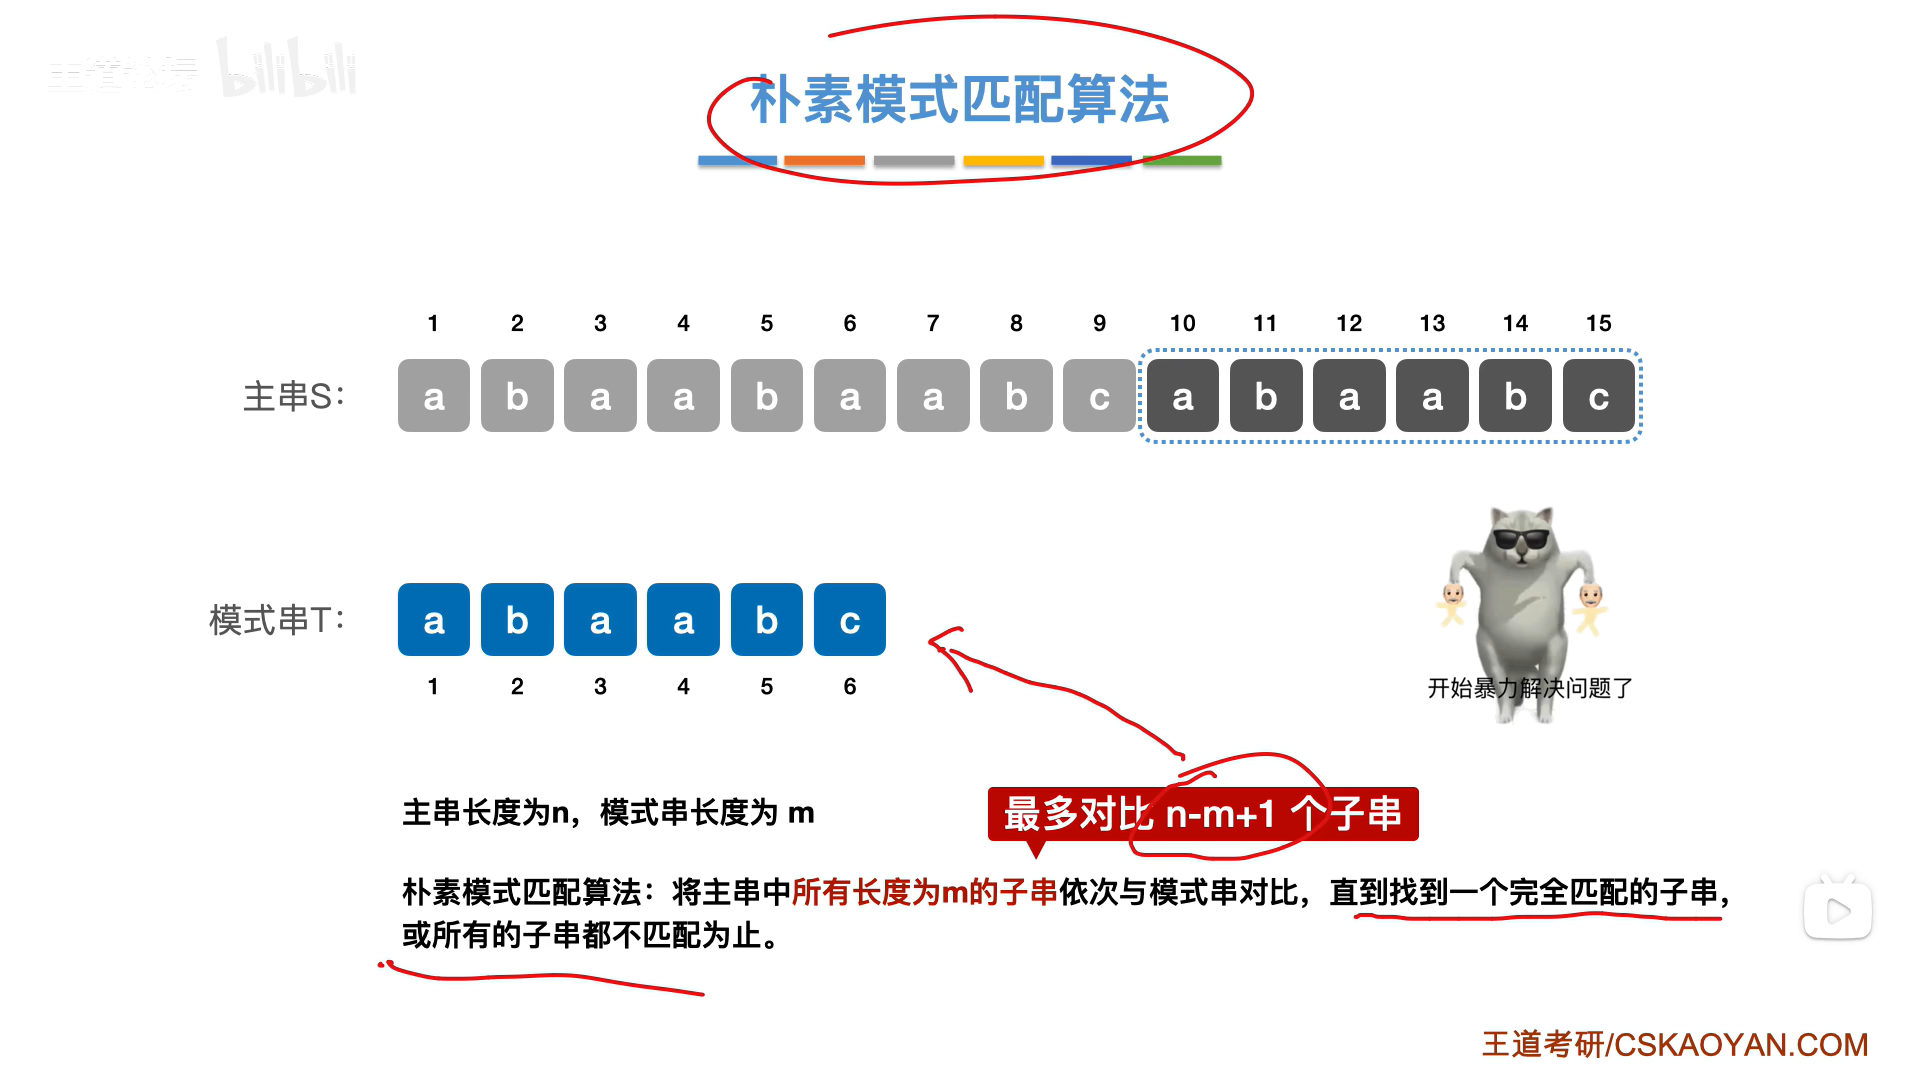 王道论坛 bilibili
朴素模式匹配算法
1 2 3 4 5 6 7 8 9 10 11 12 13 14 15
主串S： a b a a b a a b c a b a a b c
模式串T： a b a a b c
1 2 3 4 5 6
开始暴力解决问题了
主串长度为n，模式串长度为 m
最多对比 n-m+1 个子串
朴素模式匹配算法：将主串中所有长度为m的子串依次与模式串对比，直到找到一个完全匹配的子串，
或所有的子串都不匹配为止。
王道考研/CSKAOYAN.COM